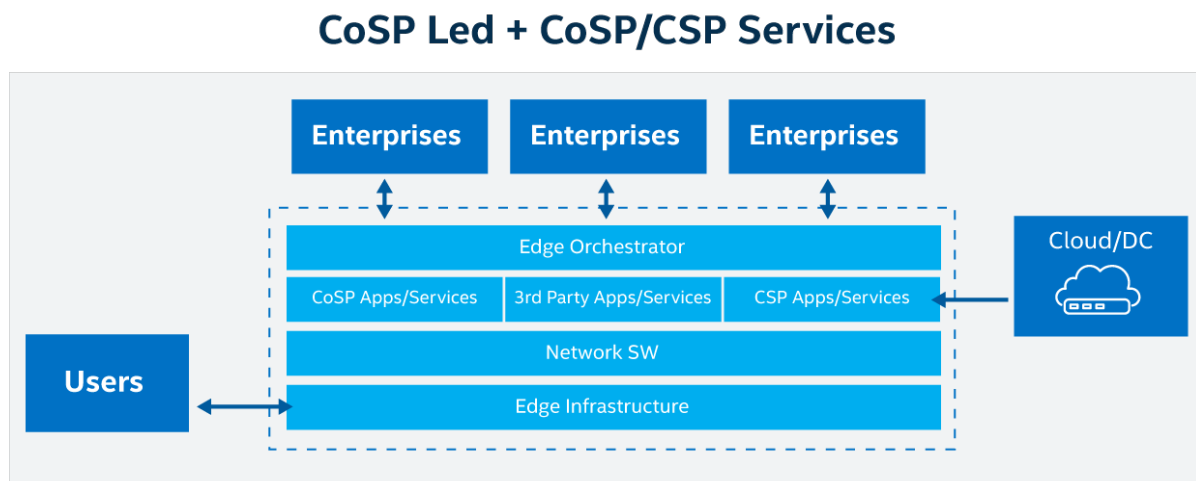 CoSP Led + CoSP/CSP Services
Enterprises
Enterprises
Enterprises
Edge Orchestrator
Cloud/DC
CoSP Apps/Services
3rd Party Apps/Services
CSP Apps/Services
Network SW
Users
Edge Infrastructure